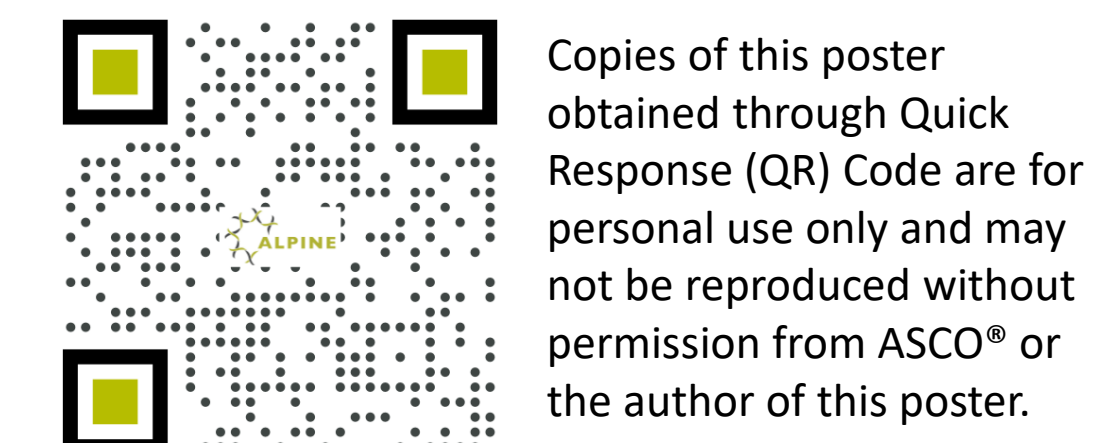 ALPINE
Copies of this poster
obtained through Quick
Response (QR) Code are for
personal use only and may
not be reproduced without
permission from ASCO® or
the author of this poster.